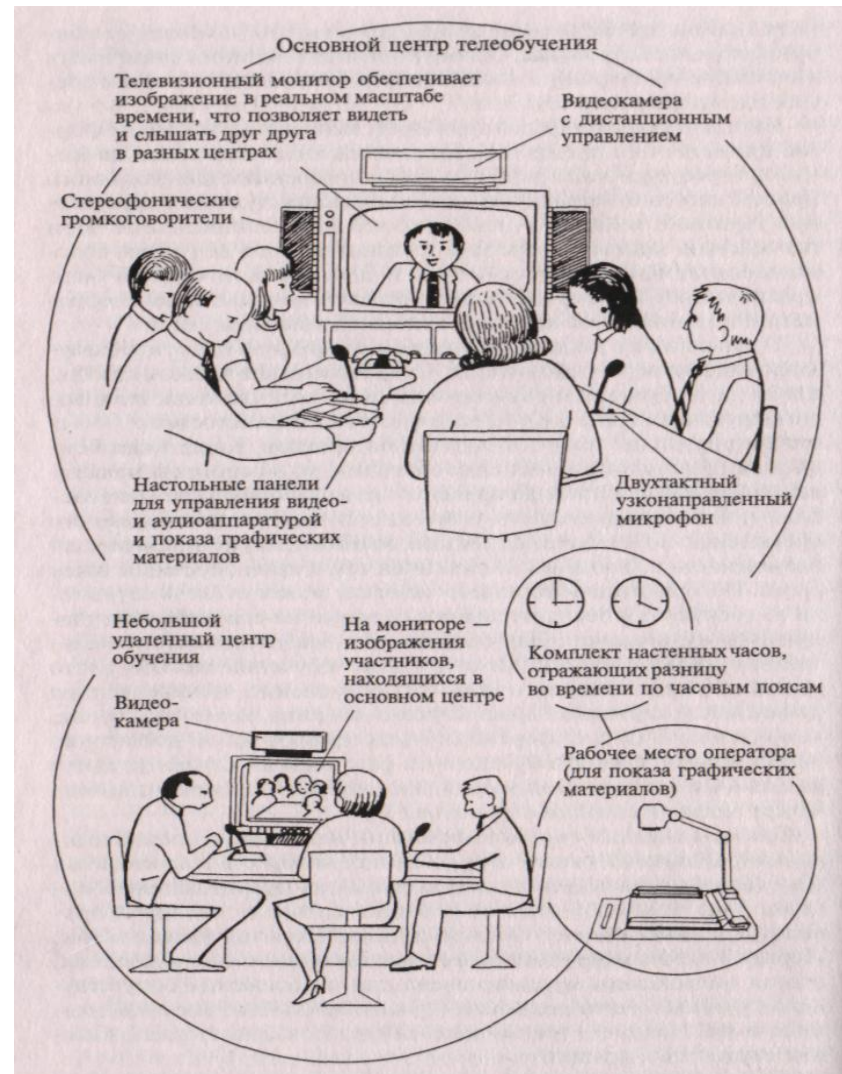 Основной центр телеобучения
Телевизионный монитор обеспечивает
изображение в реальном масштабе
времени, что позволяет видеть
и слышать друг друга
в разных центрах
Видеокамера
с дистанционным
управлением
Стереофонические
громкоговорители
Настольные панели
для управления видео-
и аудиоаппаратурой
и показа графических
материалов
Двухтактный
узконаправленный
микрофон
Небольшой
удаленный центр
обучения
На мониторе —
изображения
участников,
находящихся в
основном центре
Комплект настенных часов,
отражающих разницу
во времени по часовым поясам
Видео-
камера
Рабочее место оператора
(для показа графических
материалов)